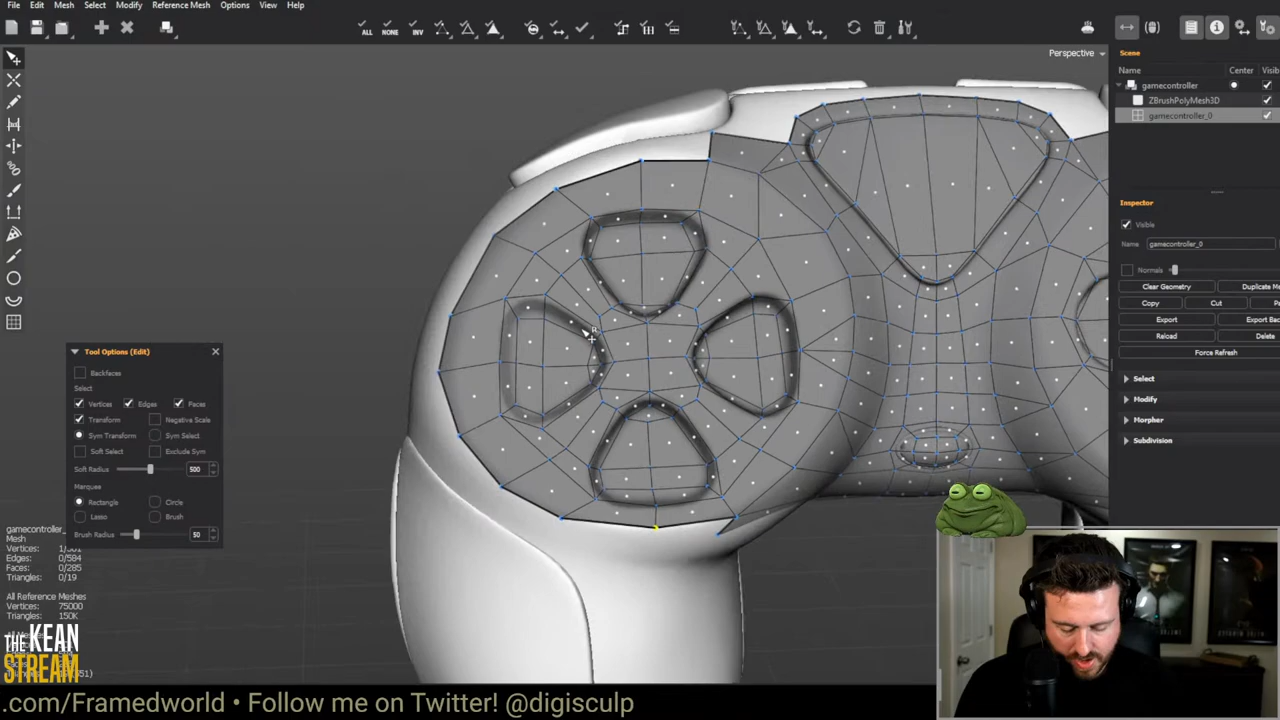 File Edit Mesh Select Modify Reference Mesh Options View Help
ALL NONE INV
Perspective
Scene
Name Center Visib
gamecontroller
ZBrushPolyMesh3D
gamecontroller_0
Inspector
Visible
Name gamecontroller_0
Normals
Clear Geometry Duplicate Me
Copy Cut
Export Export Bac
Reload Delete
Force Refresh
Select
Modify
Morpher
Subdivision
Tool Options (Edit)
Backfaces
Select
Vertices Edges Faces
Transform Negative Scale
Sym Transform Sym Select
Soft Select Exclude Sym
Soft Radius 500
Marquee
Rectangle Circle
Lasso Brush
Brush Radius 50
gamecontroller_
Mesh
Vertices:
Edges: 0/584
Faces: 0/285
Triangles: 0/19
All Reference Meshes
Vertices: 75000
Triangles: 150K
THE KEAN
STREAM
.com/Framedworld • Follow me on Twitter! @digisculp